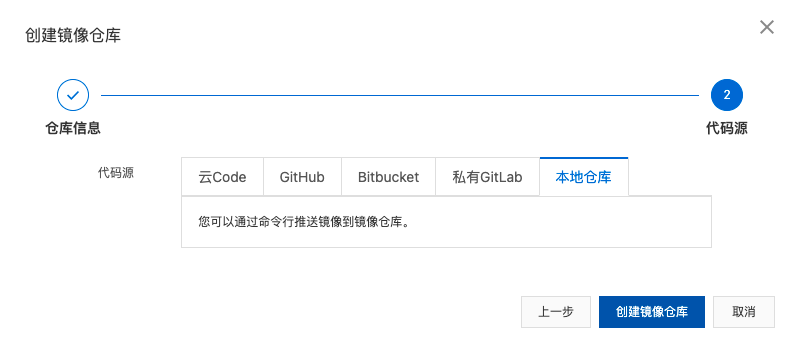 创建镜像仓库
2
仓库信息
代码源
代码源
云Code
GitHub
Bitbucket
私有GitLab
本地仓库
您可以通过命令行推送镜像到镜像仓库。
上一步
创建镜像仓库
取消